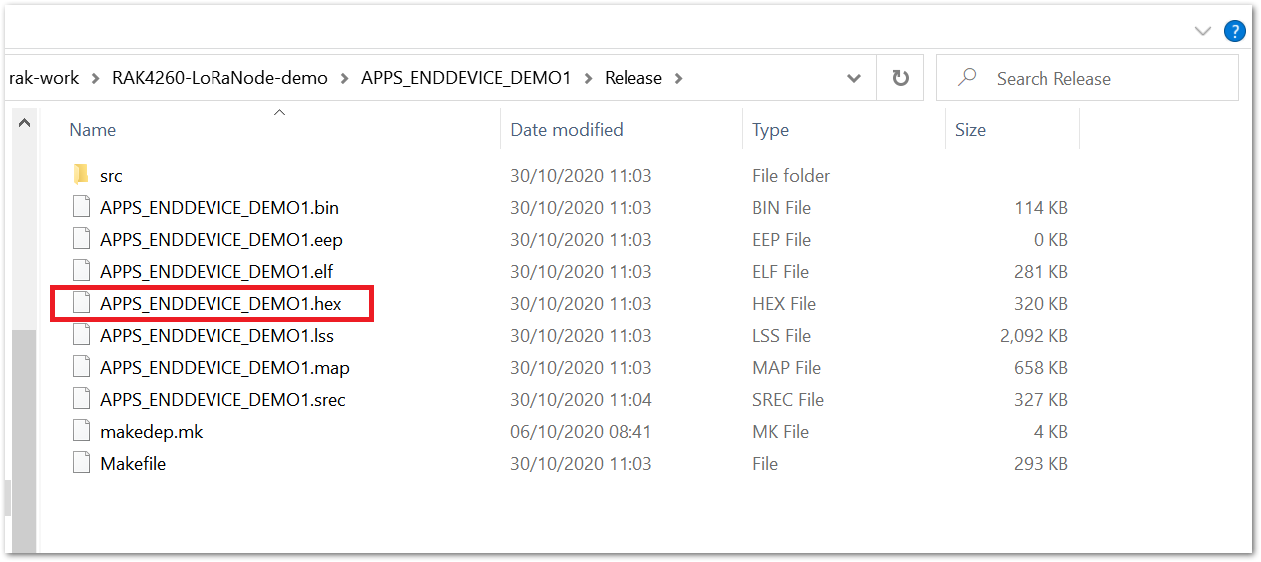 ?
rak-work > RAK4260-LoRaNode-demo > APPS_ENDDEVICE_DEMO1 > Release > Search Release
Name Date modified Type Size
src 30/10/2020 11:03 File folder
APPS_ENDDEVICE_DEMO1.bin 30/10/2020 11:03 BIN File 114 KB
APPS_ENDDEVICE_DEMO1.eep 30/10/2020 11:03 EEP File 0 KB
APPS_ENDDEVICE_DEMO1.elf 30/10/2020 11:03 ELF File 281 KB
APPS_ENDDEVICE_DEMO1.hex 30/10/2020 11:03 HEX File 320 KB
APPS_ENDDEVICE_DEMO1.lss 30/10/2020 11:03 LSS File 2,092 KB
APPS_ENDDEVICE_DEMO1.map 30/10/2020 11:03 MAP File 658 KB
APPS_ENDDEVICE_DEMO1.srec 30/10/2020 11:04 SREC File 327 KB
makedep.mk 06/10/2020 08:41 MK File 4 KB
Makefile 30/10/2020 11:03 File 293 KB